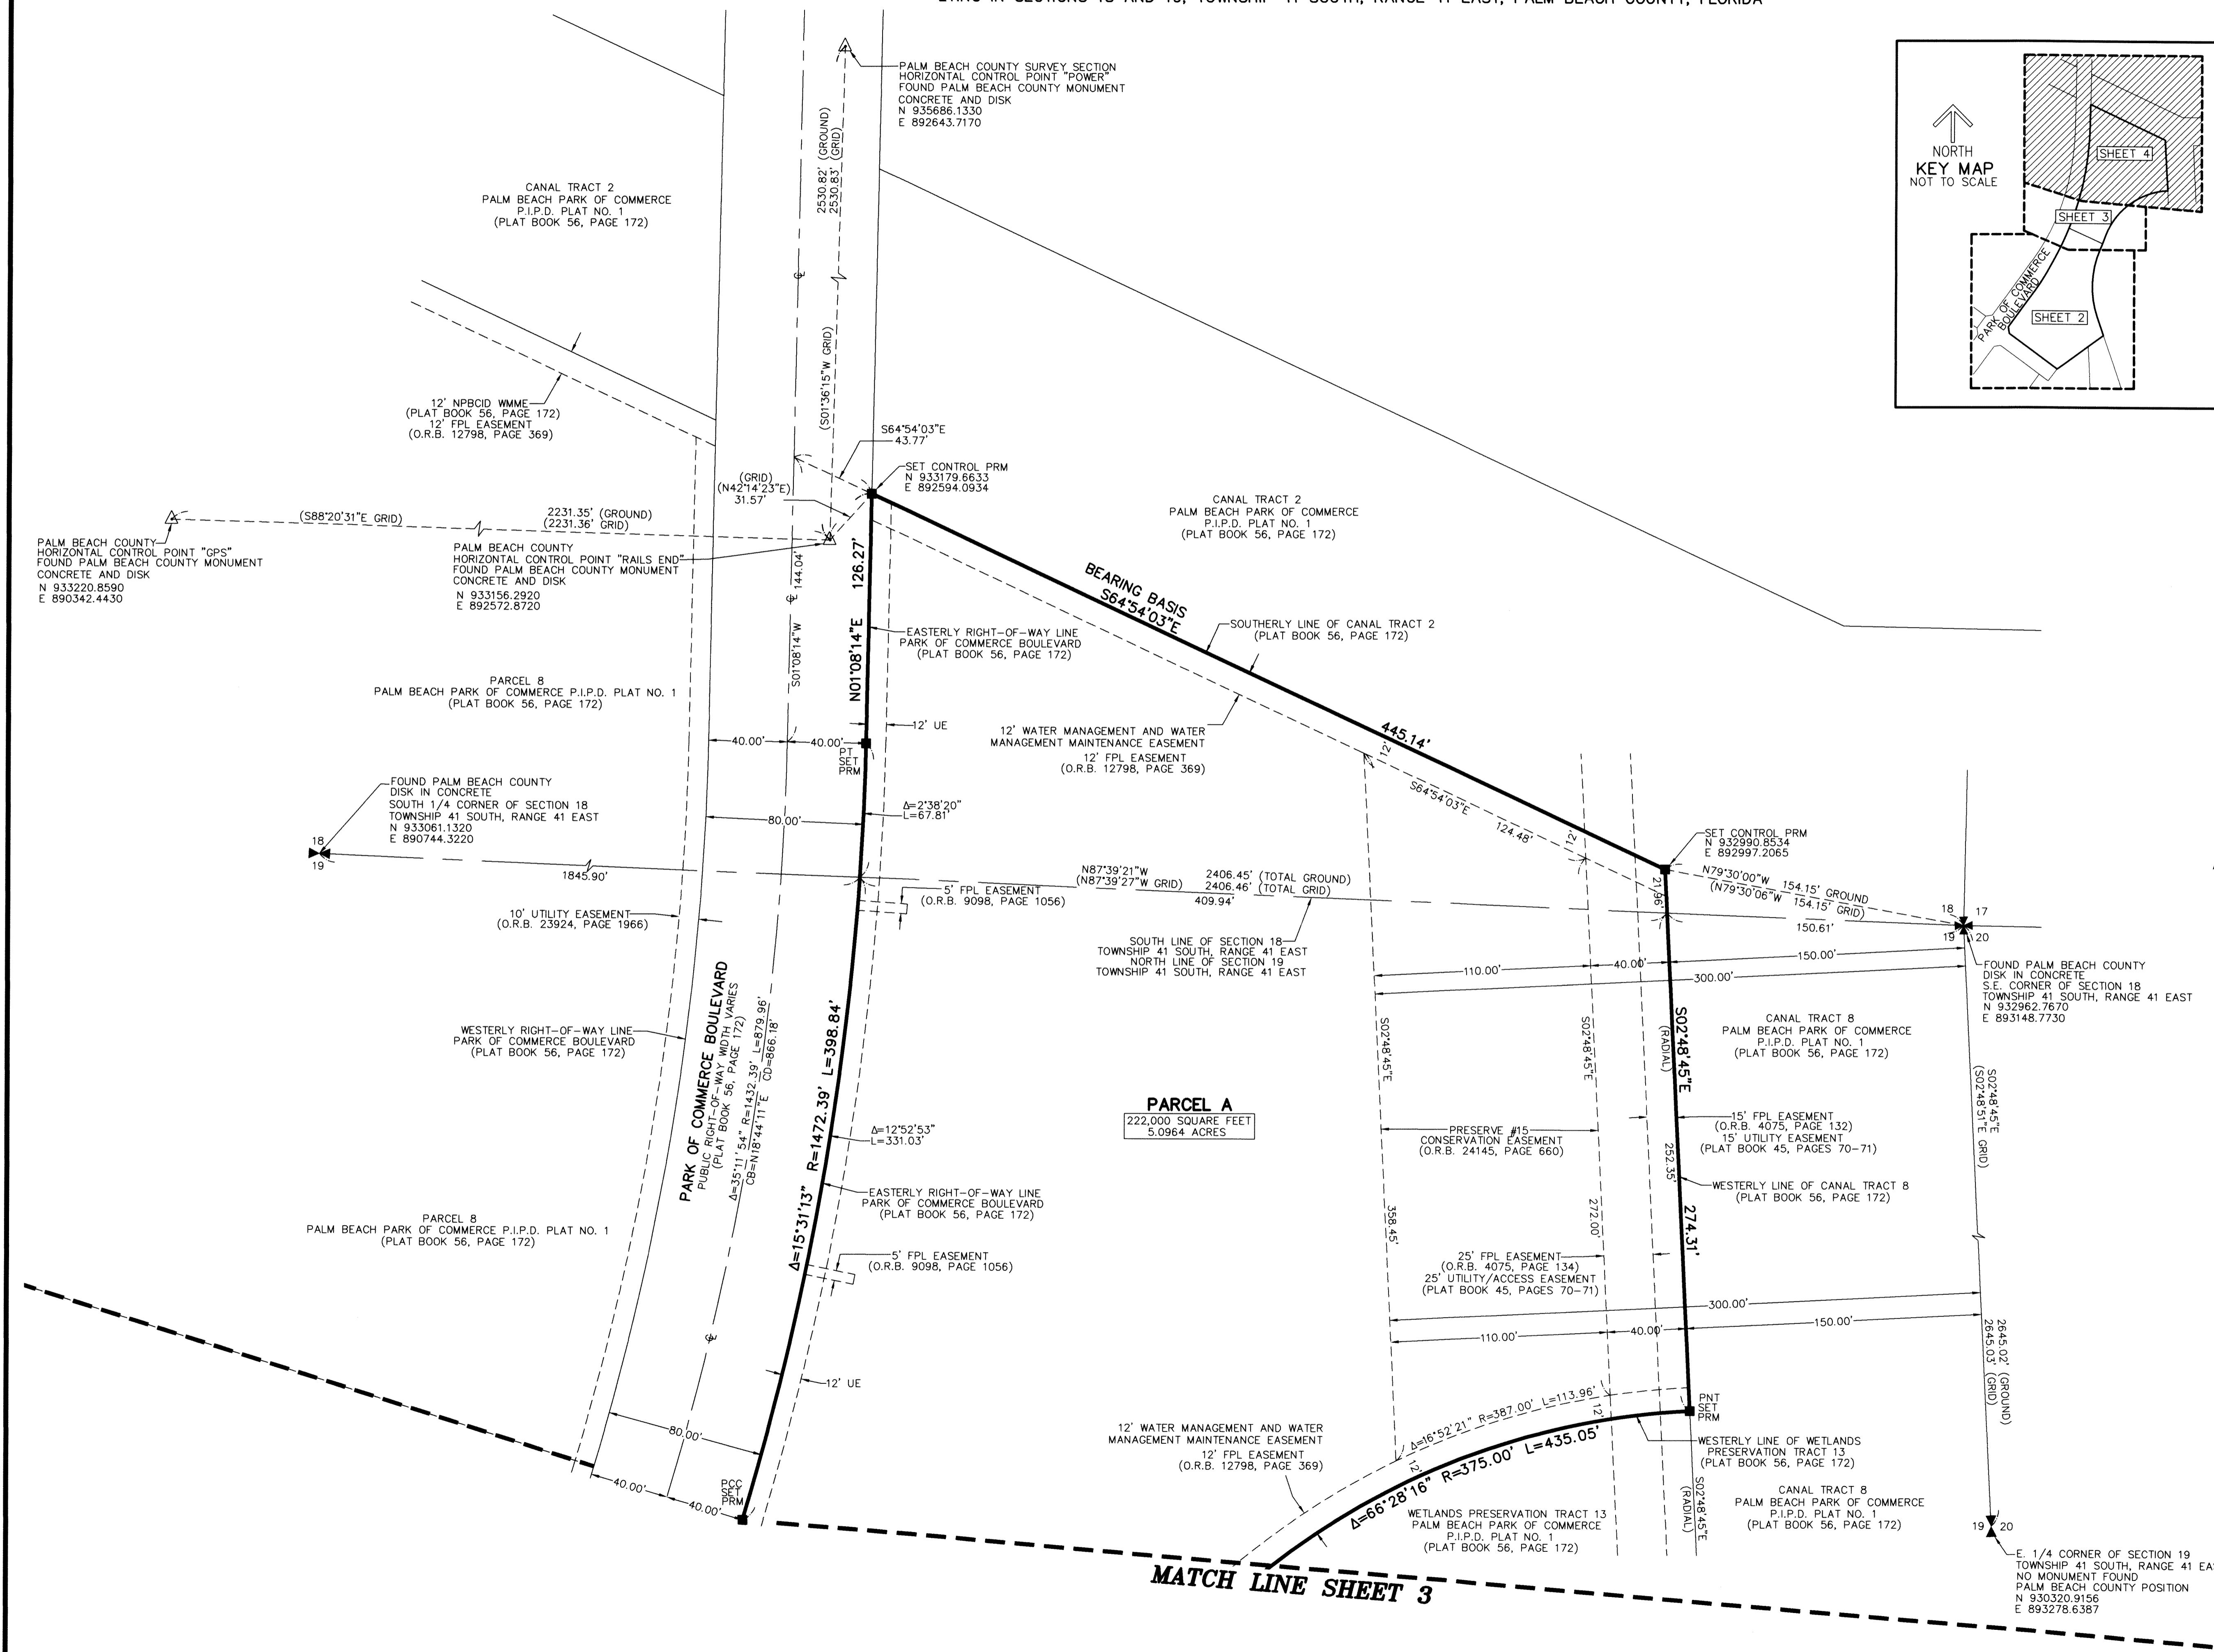 PALM BEACH COUNTY SURVEY SECTION
HORIZONTAL CONTROL POINT "POWER"
FOUND PALM BEACH COUNTY MONUMENT
CONCRETE AND DISK
N 935686.1330
E 892643.7170
NORTH
KEY MAP
NOT TO SCALE
SHEET 4
SHEET 3
SHEET 2
PARK OF COMMERCE
BOULEVARD
2530.82' (GROUND)
2530.83' (GRID)
(S01°36'15"W GRID)
CANAL TRACT 2
PALM BEACH PARK OF COMMERCE
P.I.P.D. PLAT NO. 1
(PLAT BOOK 56, PAGE 172)
12' NPBCID WMME
(PLAT BOOK 56, PAGE 172)
12' FPL EASEMENT
(O.R.B. 12798, PAGE 369)
S64°54'03"E
43.77'
SET CONTROL PRM
N 933179.6633
E 892594.0934
(GRID)
(N42°14'23"E)
31.57'
(S88°20'31"E GRID)
2231.35' (GROUND)
(2231.36' GRID)
PALM BEACH COUNTY
HORIZONTAL CONTROL POINT "GPS"
FOUND PALM BEACH COUNTY MONUMENT
CONCRETE AND DISK
N 933220.8590
E 890342.4430
PALM BEACH COUNTY
HORIZONTAL CONTROL POINT "RAILS END"
FOUND PALM BEACH COUNTY MONUMENT
CONCRETE AND DISK
N 933156.2920
E 892572.8720
CANAL TRACT 2
PALM BEACH PARK OF COMMERCE
P.I.P.D. PLAT NO. 1
(PLAT BOOK 56, PAGE 172)
144.04'
S01°08'14"W
N01°08'14"E 126.27'
BEARING BASIS
S64°54'03"E
445.14'
EASTERLY RIGHT-OF-WAY LINE
PARK OF COMMERCE BOULEVARD
(PLAT BOOK 56, PAGE 172)
SOUTHERLY LINE OF CANAL TRACT 2
(PLAT BOOK 56, PAGE 172)
PARCEL 8
PALM BEACH PARK OF COMMERCE P.I.P.D. PLAT NO. 1
(PLAT BOOK 56, PAGE 172)
12' UE
40.00'
40.00'
PT
SET
PRM
12' WATER MANAGEMENT AND WATER
MANAGEMENT MAINTENANCE EASEMENT
12' FPL EASEMENT
(O.R.B. 12798, PAGE 369)
12'
S64°54'03"E
124.48'
12'
FOUND PALM BEACH COUNTY
DISK IN CONCRETE
SOUTH 1/4 CORNER OF SECTION 18
TOWNSHIP 41 SOUTH, RANGE 41 EAST
N 933061.1320
E 890744.3220
18
19
1845.90'
Δ=2°38'20"
L=67.81'
80.00'
SET CONTROL PRM
N 932990.8534
E 892997.2065
N79°30'00"W 154.15' GROUND
(N79°30'06"W 154.15' GRID)
N87°39'21"W 2406.45' (TOTAL GROUND)
(N87°39'27"W GRID) 2406.46' (TOTAL GRID)
409.94'
21.96'
150.61'
18 17
19 20
5' FPL EASEMENT
(O.R.B. 9098, PAGE 1056)
10' UTILITY EASEMENT
(O.R.B. 23924, PAGE 1966)
SOUTH LINE OF SECTION 18
TOWNSHIP 41 SOUTH, RANGE 41 EAST
NORTH LINE OF SECTION 19
TOWNSHIP 41 SOUTH, RANGE 41 EAST
110.00'
40.00'
150.00'
300.00'
FOUND PALM BEACH COUNTY
DISK IN CONCRETE
S.E. CORNER OF SECTION 18
TOWNSHIP 41 SOUTH, RANGE 41 EAST
N 932962.7670
E 893148.7730
WESTERLY RIGHT-OF-WAY LINE
PARK OF COMMERCE BOULEVARD
(PLAT BOOK 56, PAGE 172)
PARK OF COMMERCE BOULEVARD
PUBLIC RIGHT-OF-WAY WIDTH VARIES
(PLAT BOOK 56, PAGE 172)
Δ=35°11'54" R=1432.39' L=879.96'
CB=N18°44'11"E CD=866.18'
Δ=15°31'13" R=1472.39' L=398.84'
S02°48'45"E
S02°48'45"E
S02°48'45"E
(RADIAL)
CANAL TRACT 8
PALM BEACH PARK OF COMMERCE
P.I.P.D. PLAT NO. 1
(PLAT BOOK 56, PAGE 172)
S02°48'45"E
(S02°48'51"E GRID)
PARCEL A
222,000 SQUARE FEET
5.0964 ACRES
Δ=12°52'53"
L=331.03'
PRESERVE #15
CONSERVATION EASEMENT
(O.R.B. 24145, PAGE 660)
15' FPL EASEMENT
(O.R.B. 4075, PAGE 132)
15' UTILITY EASEMENT
(PLAT BOOK 45, PAGES 70-71)
252.35'
WESTERLY LINE OF CANAL TRACT 8
(PLAT BOOK 56, PAGE 172)
EASTERLY RIGHT-OF-WAY LINE
PARK OF COMMERCE BOULEVARD
(PLAT BOOK 56, PAGE 172)
358.45'
272.00'
274.31'
PARCEL 8
PALM BEACH PARK OF COMMERCE P.I.P.D. PLAT NO. 1
(PLAT BOOK 56, PAGE 172)
5' FPL EASEMENT
(O.R.B. 9098, PAGE 1056)
25' FPL EASEMENT
(O.R.B. 4075, PAGE 134)
25' UTILITY/ACCESS EASEMENT
(PLAT BOOK 45, PAGES 70-71)
300.00'
110.00'
40.00'
150.00'
2645.02' (GROUND)
2645.03' (GRID)
12' UE
80.00'
40.00'
40.00'
PCC
SET
PRM
PNT
SET
PRM
Δ=16°52'21" R=387.00' L=113.96'
12'
12'
Δ=66°28'16" R=375.00' L=435.05'
12' WATER MANAGEMENT AND WATER
MANAGEMENT MAINTENANCE EASEMENT
12' FPL EASEMENT
(O.R.B. 12798, PAGE 369)
WESTERLY LINE OF WETLANDS
PRESERVATION TRACT 13
(PLAT BOOK 56, PAGE 172)
WETLANDS PRESERVATION TRACT 13
PALM BEACH PARK OF COMMERCE
P.I.P.D. PLAT NO. 1
(PLAT BOOK 56, PAGE 172)
S02°48'45"E
(RADIAL)
CANAL TRACT 8
PALM BEACH PARK OF COMMERCE
P.I.P.D. PLAT NO. 1
(PLAT BOOK 56, PAGE 172)
19 20
E. 1/4 CORNER OF SECTION 19
TOWNSHIP 41 SOUTH, RANGE 41
NO MONUMENT FOUND
PALM BEACH COUNTY POSITION
N 930320.9156
E 893278.6387
MATCH LINE SHEET 3